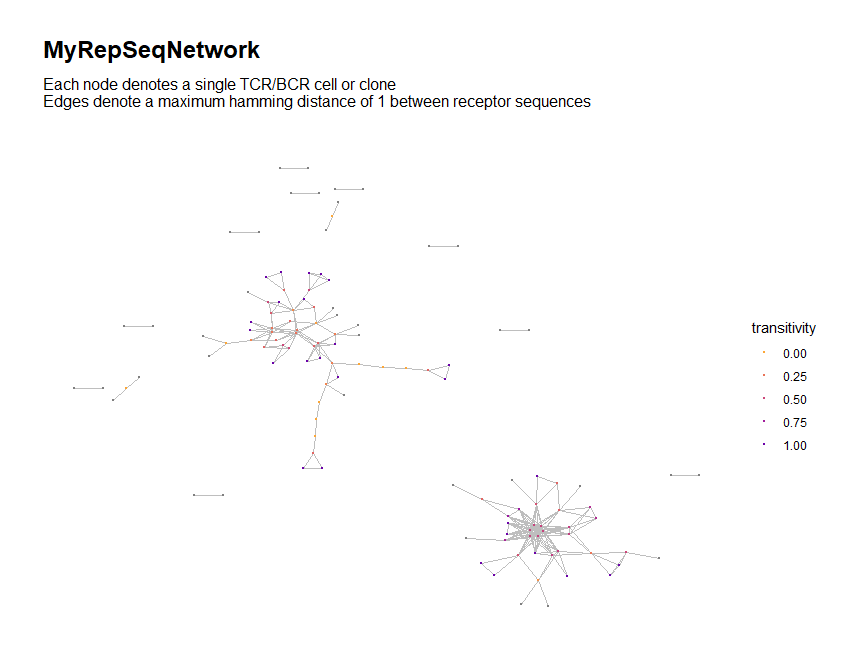 MyRepSeqNetwork
Each node denotes a single TCR/BCR cell or clone
Edges denote a maximum hamming distance of 1 between receptor sequences
transitivity
0.00
0.25
0.50
0.75
1.00